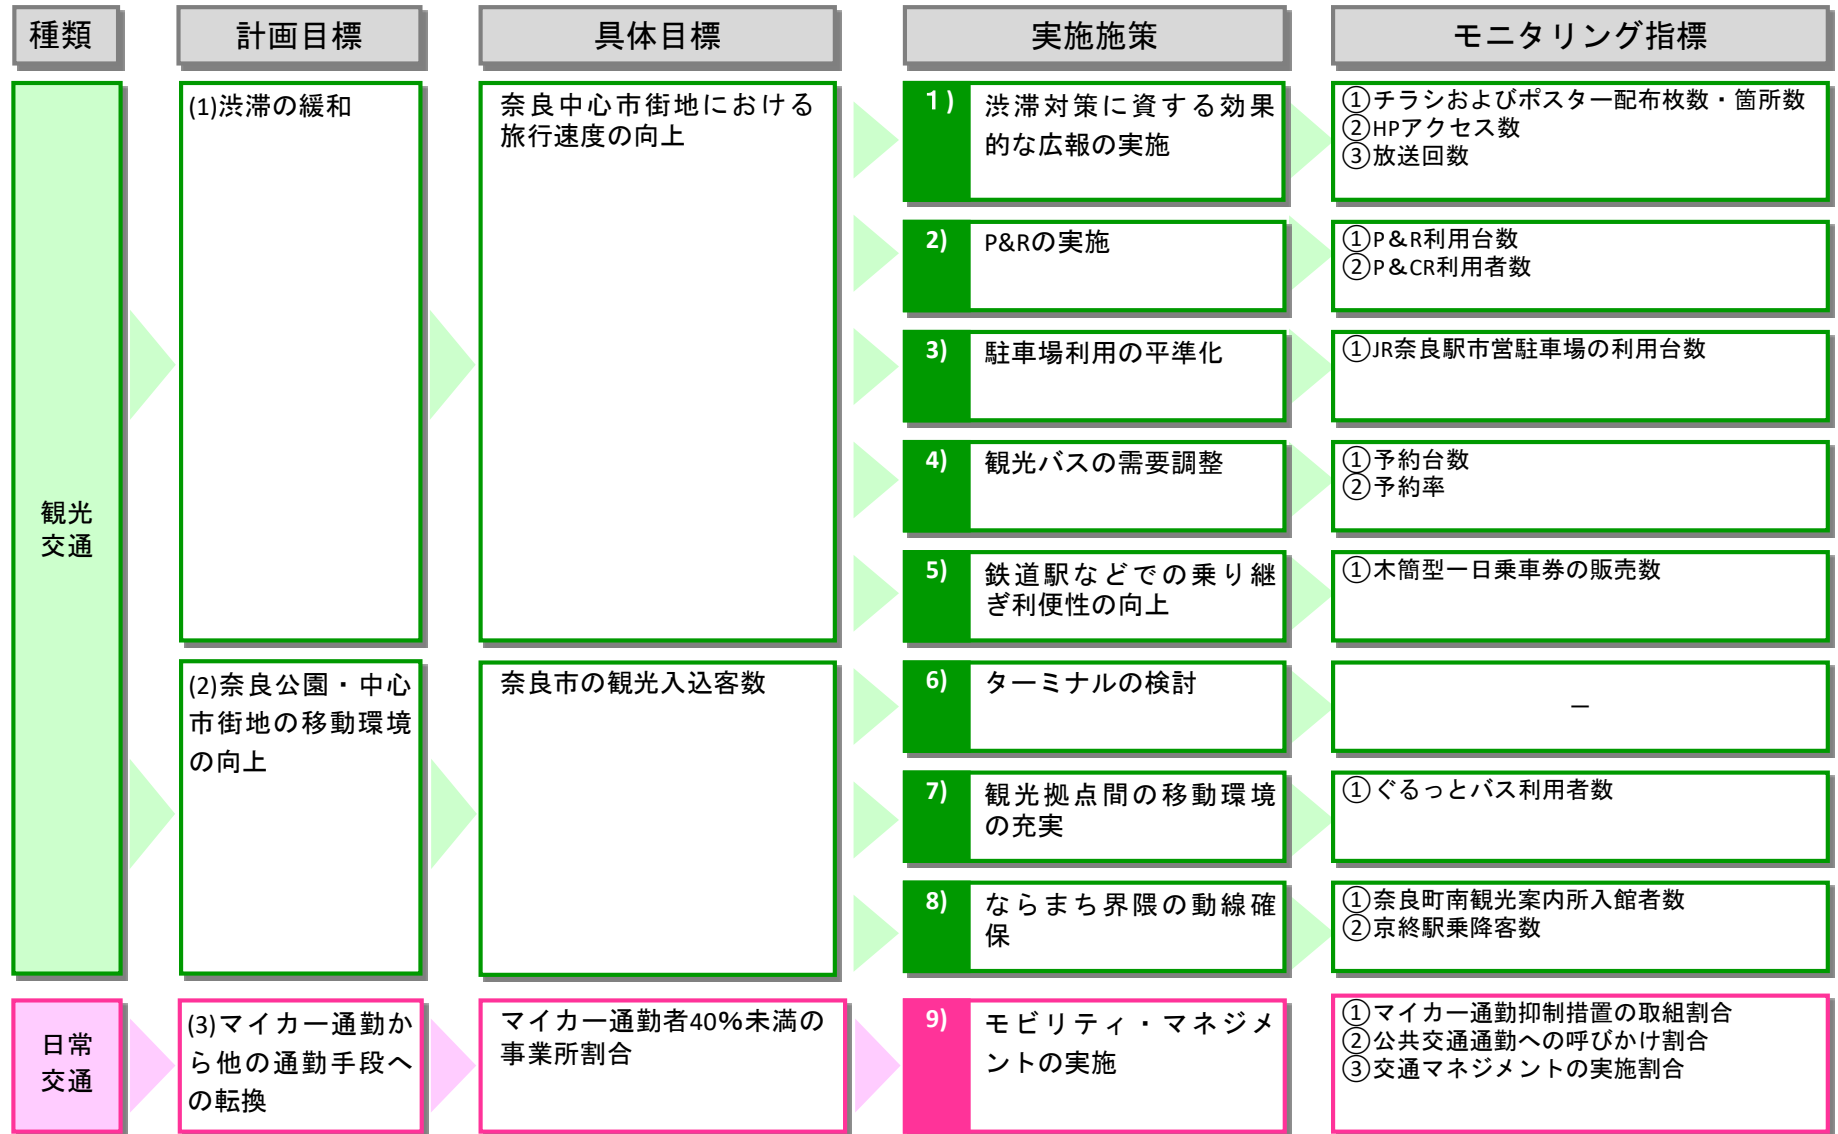 種類
計画目標
具体目標
実施施策
モニタリング指標
観光
交通
(1)渋滞の緩和
奈良中心市街地における
旅行速度の向上
1)
渋滞対策に資する効果
的な広報の実施
①チラシおよびポスター配布枚数・箇所数
②HPアクセス数
③放送回数
2)
P&Rの実施
①P&R利用台数
②P&CR利用者数
3)
駐車場利用の平準化
①JR奈良駅市営駐車場の利用台数
4)
観光バスの需要調整
①予約台数
②予約率
5)
鉄道駅などでの乗り継
ぎ利便性の向上
①木簡型一日乗車券の販売数
(2)奈良公園・中心
市街地の移動環境
の向上
奈良市の観光入込客数
6)
ターミナルの検討
－
7)
観光拠点間の移動環境
の充実
①ぐるっとバス利用者数
8)
ならまち界隈の動線確
保
①奈良町南観光案内所入館者数
②京終駅乗降客数
日常
交通
(3)マイカー通勤か
ら他の通勤手段へ
の転換
マイカー通勤者40%未満の
事業所割合
9)
モビリティ・マネジメ
ントの実施
①マイカー通勤抑制措置の取組割合
②公共交通通勤への呼びかけ割合
③交通マネジメントの実施割合